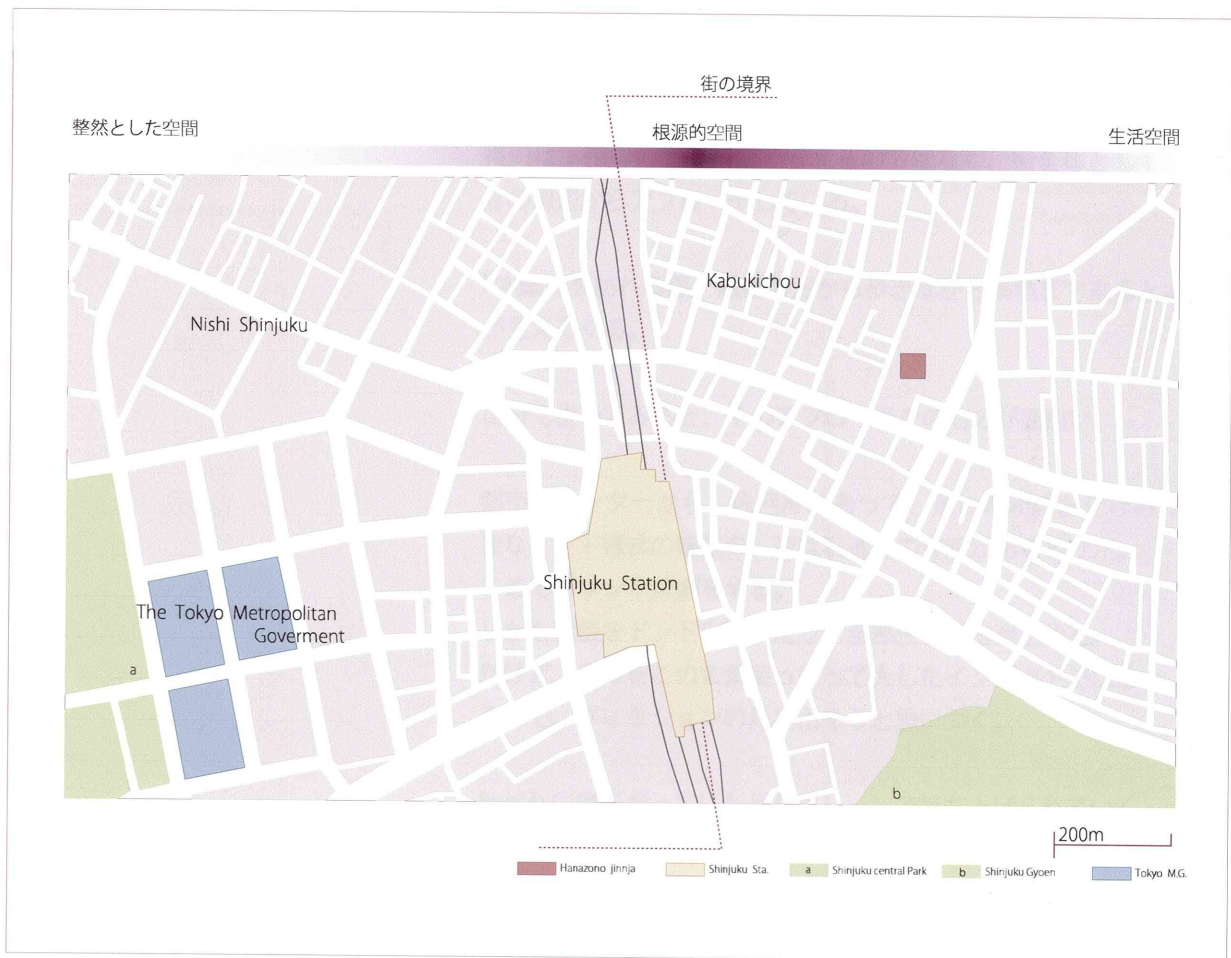 街の境界
整然とした空間
根源的空間
生活空間
Kabukichou
Nishi Shinjuku
Shinjuku Station
The Tokyo Metropolitan
Goverment
a
b
200m
Hanazono jinnja
Shinjuku Sta.
a Shinjuku central Park
b Shinjuku Gyoen
Tokyo M.G.